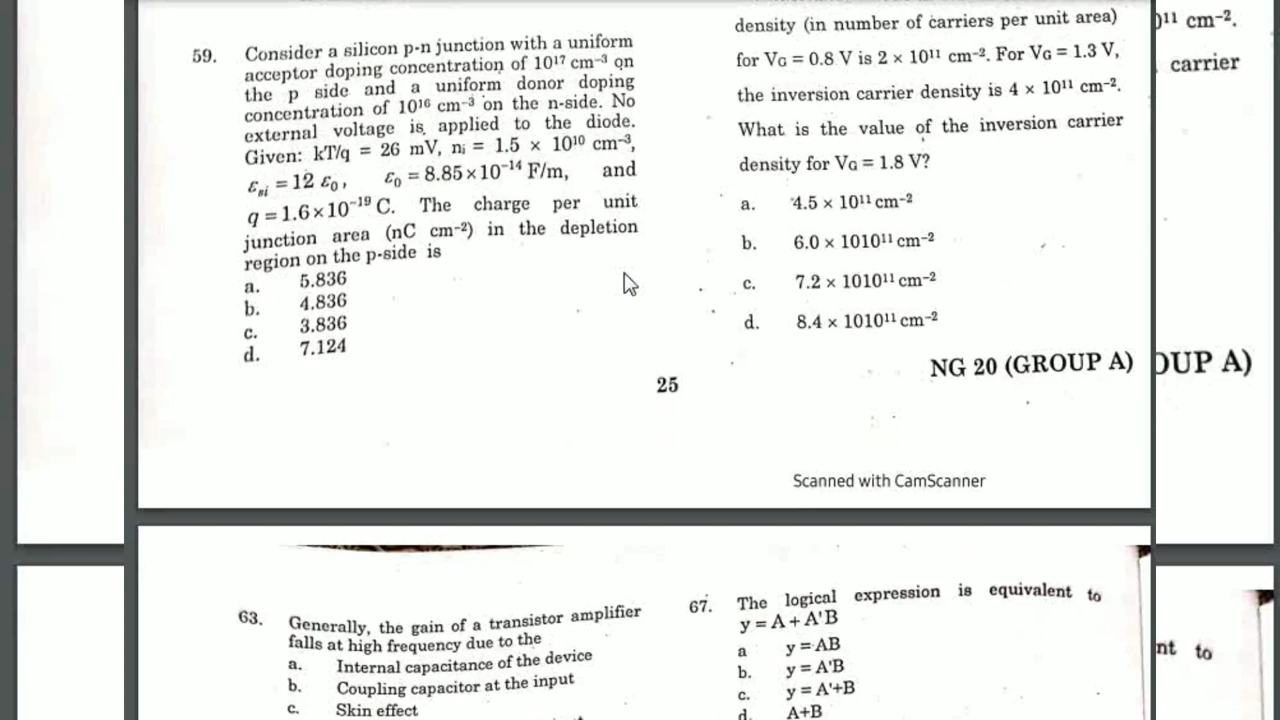 59. Consider a silicon p-n junction with a uniform
acceptor doping concentration of 10¹⁷ cm⁻³ on
the p side and a uniform donor doping
concentration of 10¹⁶ cm⁻³ on the n-side. No
external voltage is applied to the diode.
Given: kT/q = 26 mV, nᵢ = 1.5 × 10¹⁰ cm⁻³,
εsi = 12 ε₀, ε₀ = 8.85×10⁻¹⁴ F/m, and
q = 1.6×10⁻¹⁹ C. The charge per unit
junction area (nC cm⁻²) in the depletion
region on the p-side is
a. 5.836
b. 4.836
c. 3.836
d. 7.124
density (in number of carriers per unit area)
for VG = 0.8 V is 2 × 10¹¹ cm⁻². For VG = 1.3 V,
the inversion carrier density is 4 × 10¹¹ cm⁻².
What is the value of the inversion carrier
density for VG = 1.8 V?
a. 4.5 × 10¹¹ cm⁻²
b. 6.0 × 1010¹¹ cm⁻²
c. 7.2 × 1010¹¹ cm⁻²
d. 8.4 × 1010¹¹ cm⁻²
NG 20 (GROUP A)
25
Scanned with CamScanner
63. Generally, the gain of a transistor amplifier
falls at high frequency due to the
a. Internal capacitance of the device
b. Coupling capacitor at the input
c. Skin effect
67. The logical expression is equivalent to
y = A + A'B
a y = AB
b. y = A'B
c. y = A'+B
d. A+B
)¹¹ cm⁻².
carrier
OUP A)
nt to